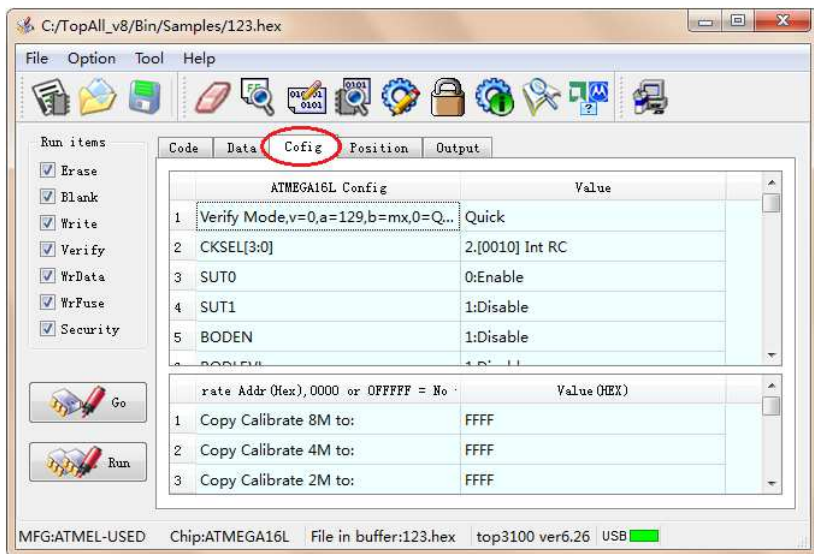 C:/TopAll_v8/Bin/Samples/123.hex
File Option Tool Help
Run items
Erase
Blank
Write
Verify
WrData
WrFuse
Security
Go
Run
Code Data Cofig Position Output
ATMEGA16L Config Value
1 Verify Mode,v=0,a=129,b=mx,0=Q... Quick
2 CKSEL[3:0] 2.[0010] Int RC
3 SUT0 0:Enable
4 SUT1 1:Disable
5 BODEN 1:Disable
rate Addr(Hex),0000 or 0FFFFF = No Value(HEX)
1 Copy Calibrate 8M to: FFFF
2 Copy Calibrate 4M to: FFFF
3 Copy Calibrate 2M to: FFFF
MFG:ATMEL-USED Chip:ATMEGA16L File in buffer:123.hex top3100 ver6.26 USB